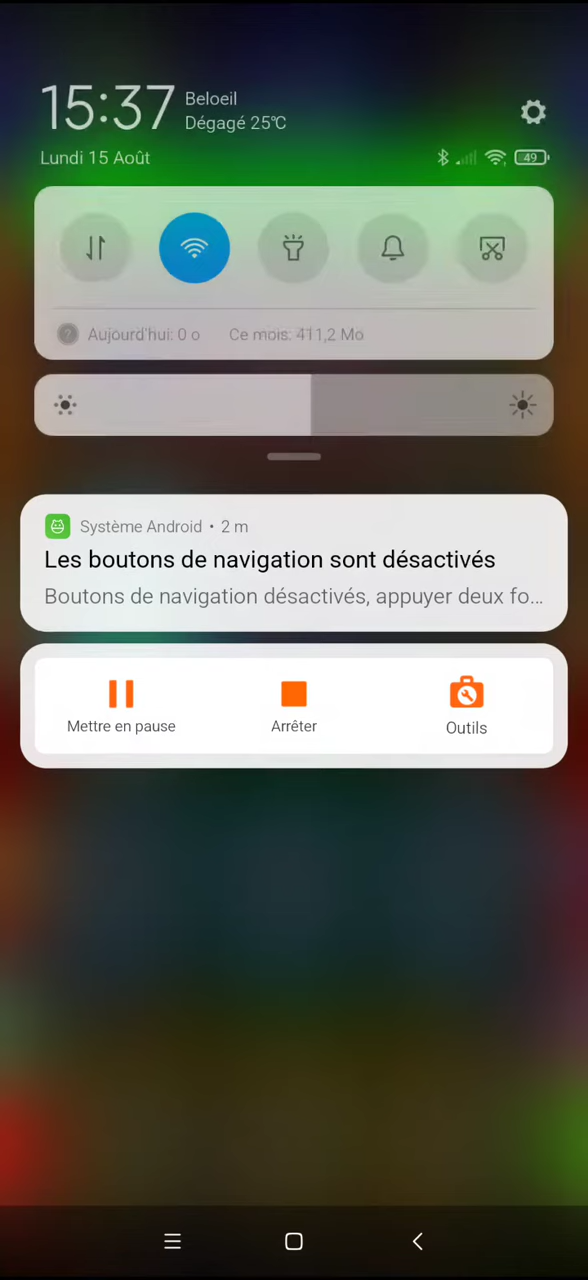 15:37
Beloeil
Dégagé 25℃
Lundi 15 Août
49
Aujourd'hui: 0 o Ce mois: 411,2 Mo
Système Android • 2 m
Les boutons de navigation sont désactivés
Boutons de navigation désactivés, appuyer deux fo...
Mettre en pause
Arrêter
Outils